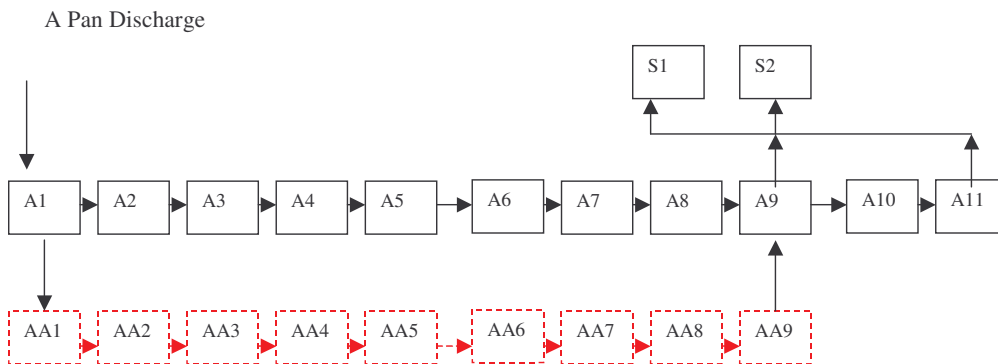 A Pan Discharge
S1 S2
A1 A2 A3 A4 A5 A6 A7 A8 A9 A10 A11
AA1 AA2 AA3 AA4 AA5 AA6 AA7 AA8 AA9